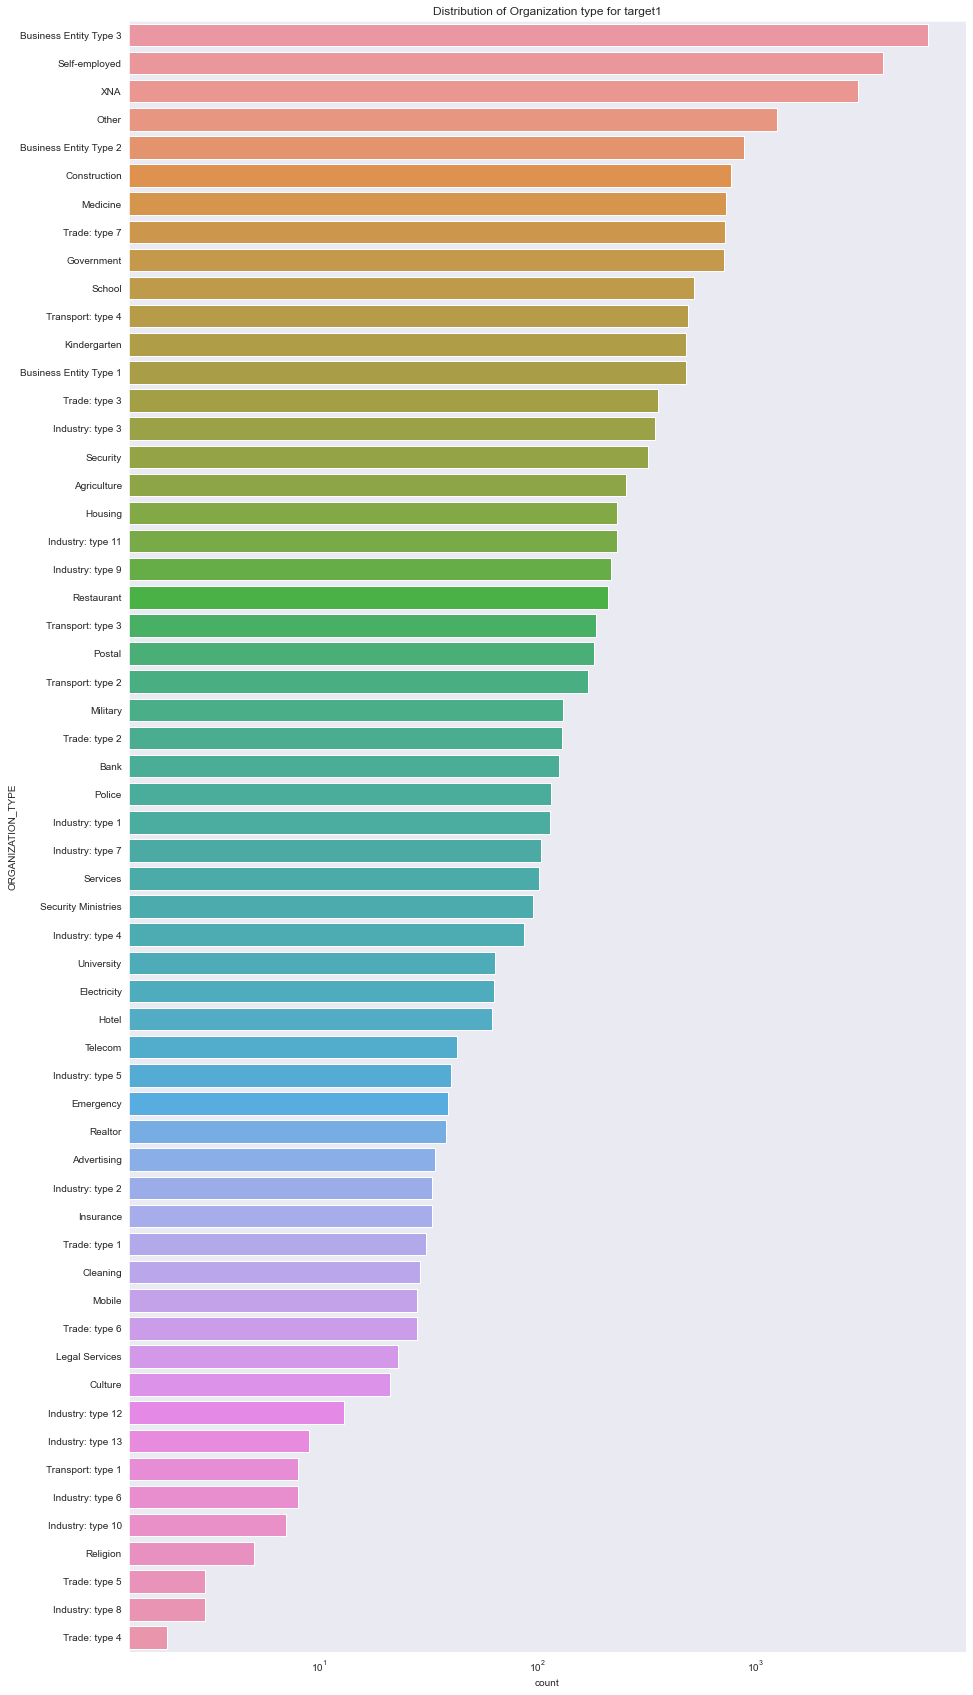 Distribution of Organization type for target1
Business Entity Type 3
Self-employed
XNA
Other
Business Entity Type 2
Construction
Medicine
Trade: type 7
Government
School
Transport: type 4
Kindergarten
Business Entity Type 1
Trade: type 3
Industry: type 3
Security
Agriculture
Housing
Industry: type 11
Industry: type 9
Restaurant
Transport: type 3
Postal
Transport: type 2
Military
Trade: type 2
Bank
Police
Industry: type 1
Industry: type 7
Services
Security Ministries
Industry: type 4
University
Electricity
Hotel
Telecom
Industry: type 5
Emergency
Realtor
Advertising
Industry: type 2
Insurance
Trade: type 1
Cleaning
Mobile
Trade: type 6
Legal Services
Culture
Industry: type 12
Industry: type 13
Transport: type 1
Industry: type 6
Industry: type 10
Religion
Trade: type 5
Industry: type 8
Trade: type 4
ORGANIZATION_TYPE
10¹ 10² 10³
count